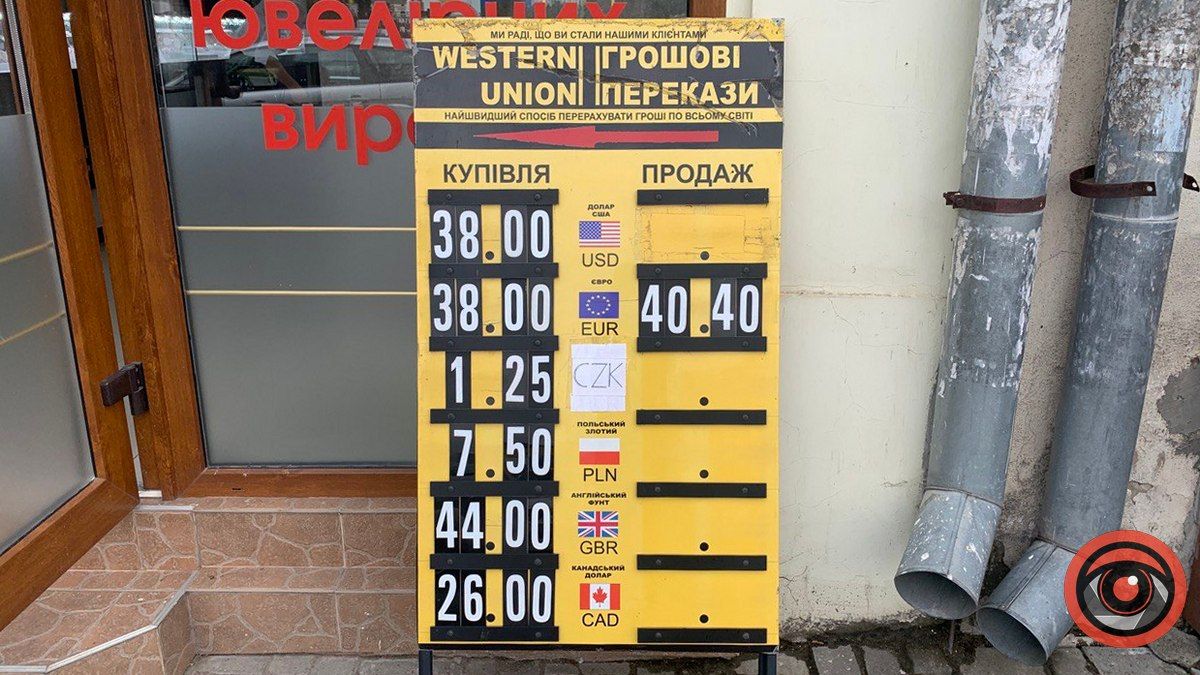 ювелірних
виро
МИ РАДІ, ЩО ВИ СТАЛИ НАШИМИ КЛІЄНТАМИ
WESTERN ГРОШОВІ
UNION ПЕРЕКАЗИ
НАЙШВИДШИЙ СПОСІБ ПЕРЕРАХУВАТИ ГРОШІ ПО ВСЬОМУ СВІТІ
КУПІВЛЯ ПРОДАЖ
ДОЛАР
США
38.00 USD
ЄВРО
38.00 EUR 40.40
1.25 CZK
ПОЛЬСЬКИЙ
ЗЛОТИЙ
7.50 PLN
АНГЛІЙСЬКИЙ
ФУНТ
44.00 GBR
КАНАДСЬКИЙ
ДОЛАР
26.00 CAD